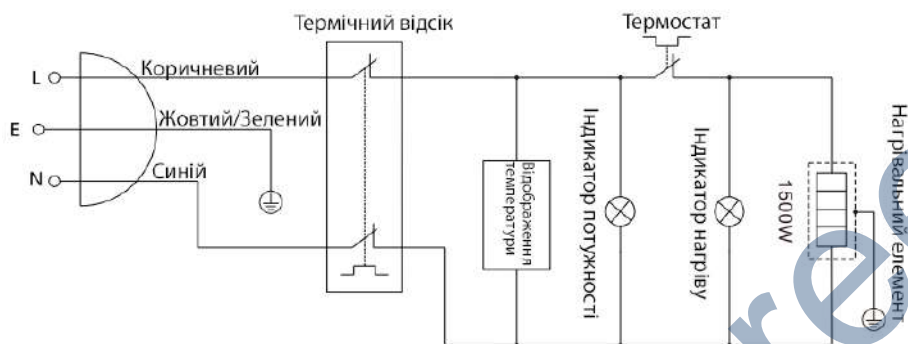 Термічний відсік
Термостат
L
Коричневий
E
Жовтий/Зелений
N
Синій
Відображення
температури
Індикатор потужності
Індикатор нагріву
1500W
Нагрівальний елемент